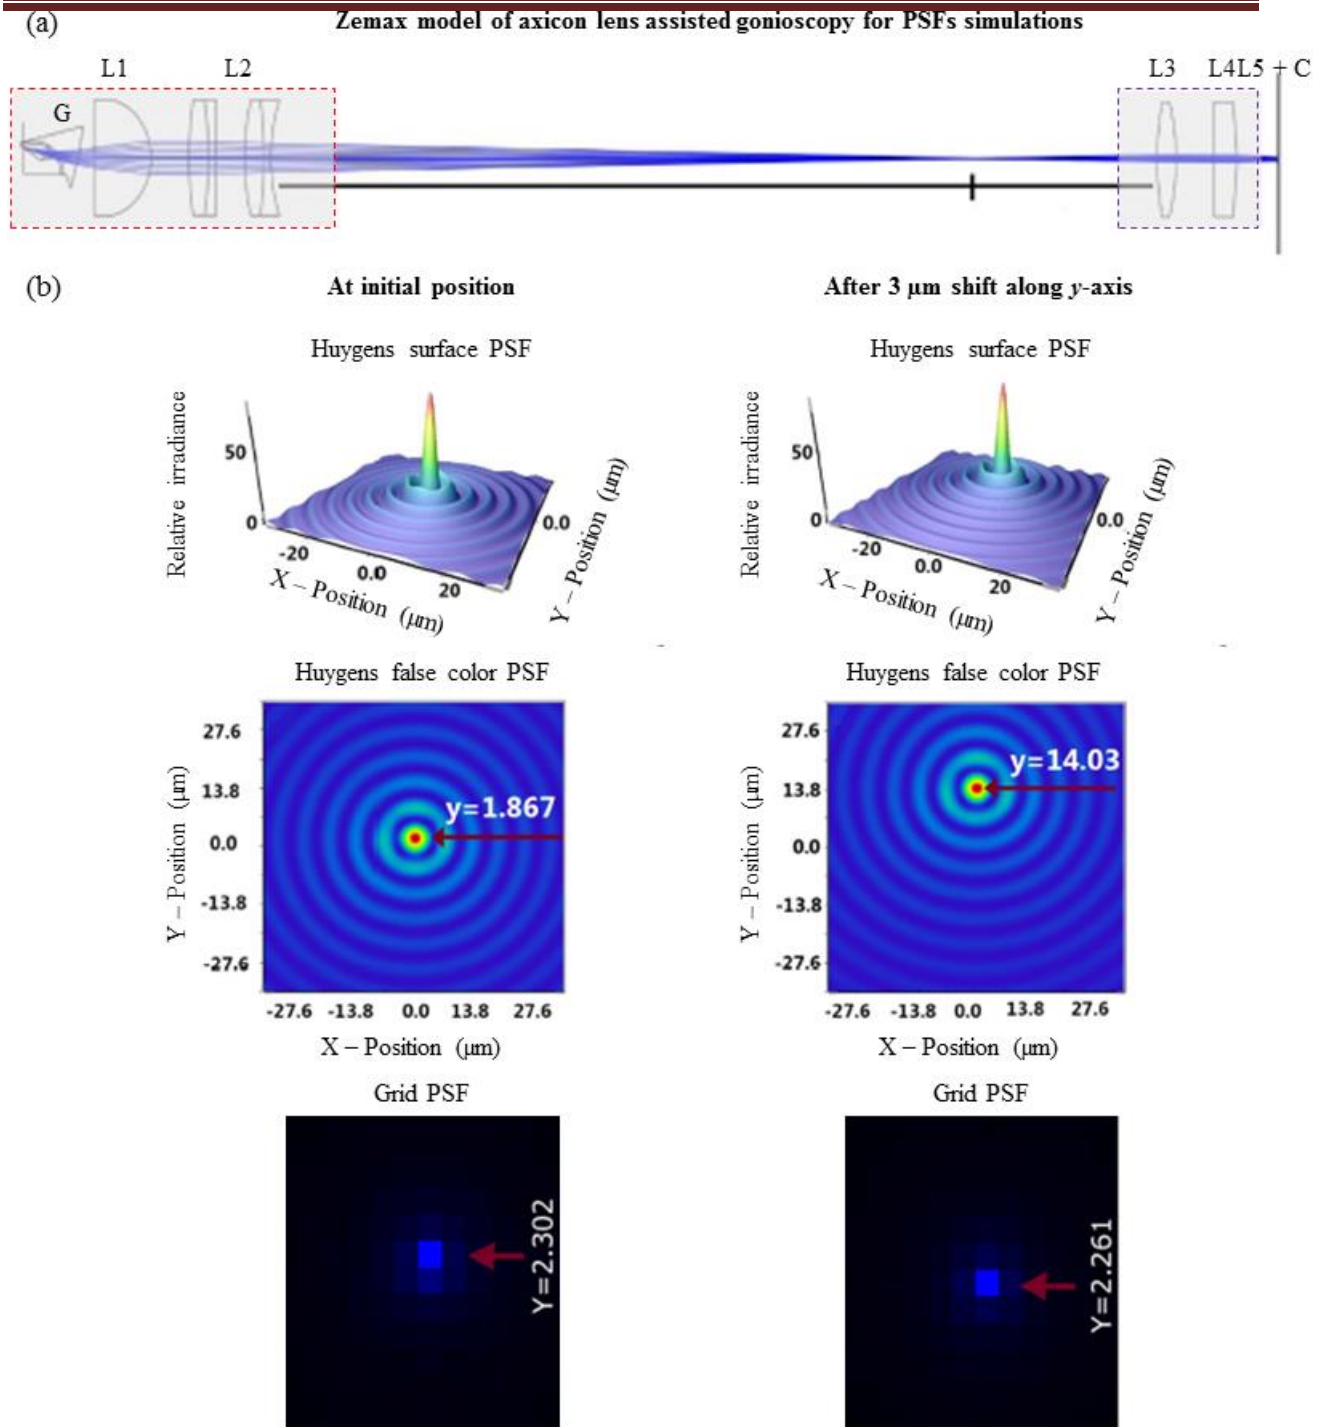 (a) Zemax model of axicon lens assisted gonioscopy for PSFs simulations
L1 L2 L3 L4L5 + C
G
(b) At initial position After 3 μm shift along y-axis
Huygens surface PSF Huygens surface PSF
Relative irradiance
50
0
-20
0.0
20
X – Position (μm)
0.0
Y – Position (μm)
Relative irradiance
50
0
-20
0.0
20
X – Position (μm)
0.0
Y – Position (μm)
Huygens false color PSF Huygens false color PSF
Y – Position (μm)
27.6
13.8
0.0
-13.8
-27.6
y=1.867
-27.6 -13.8 0.0 13.8 27.6
X – Position (μm)
Y – Position (μm)
27.6
13.8
0.0
-13.8
-27.6
y=14.03
-27.6 -13.8 0.0 13.8 27.6
X – Position (μm)
Grid PSF Grid PSF
Y=2.302
Y=2.261